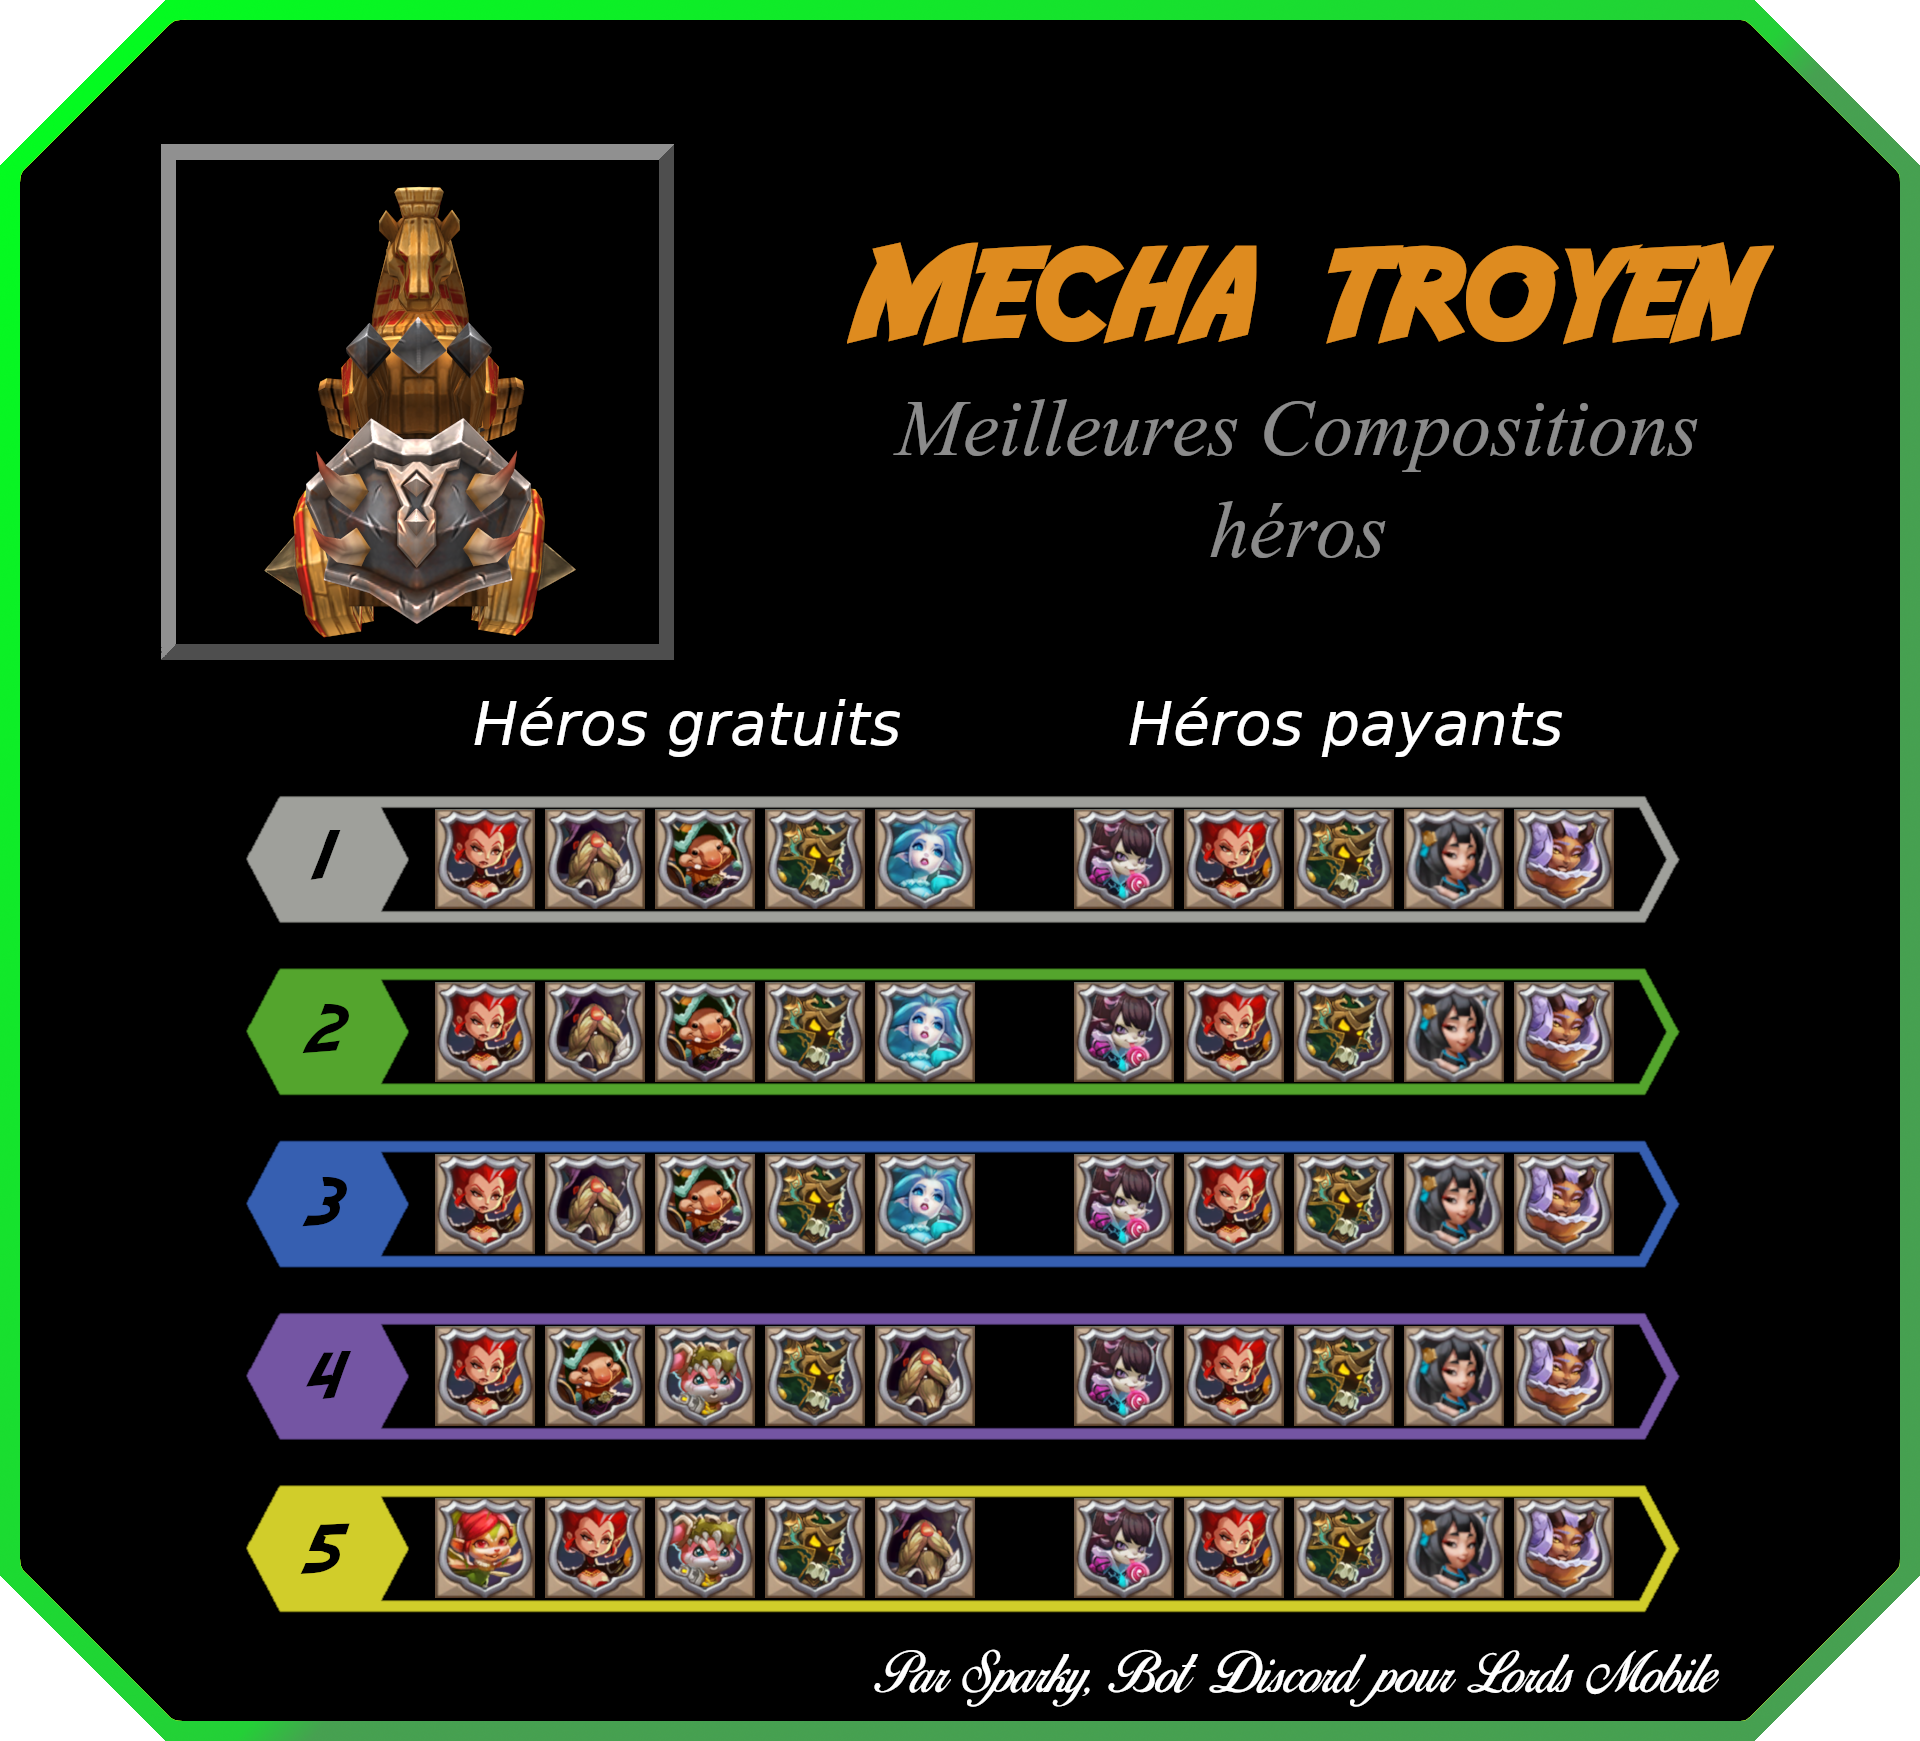 MECHA TROYEN
Meilleures Compositions
héros
Héros gratuits
Héros payants
1
2
3
4
5
Par Sparky, Bot Discord pour Lords Mobile